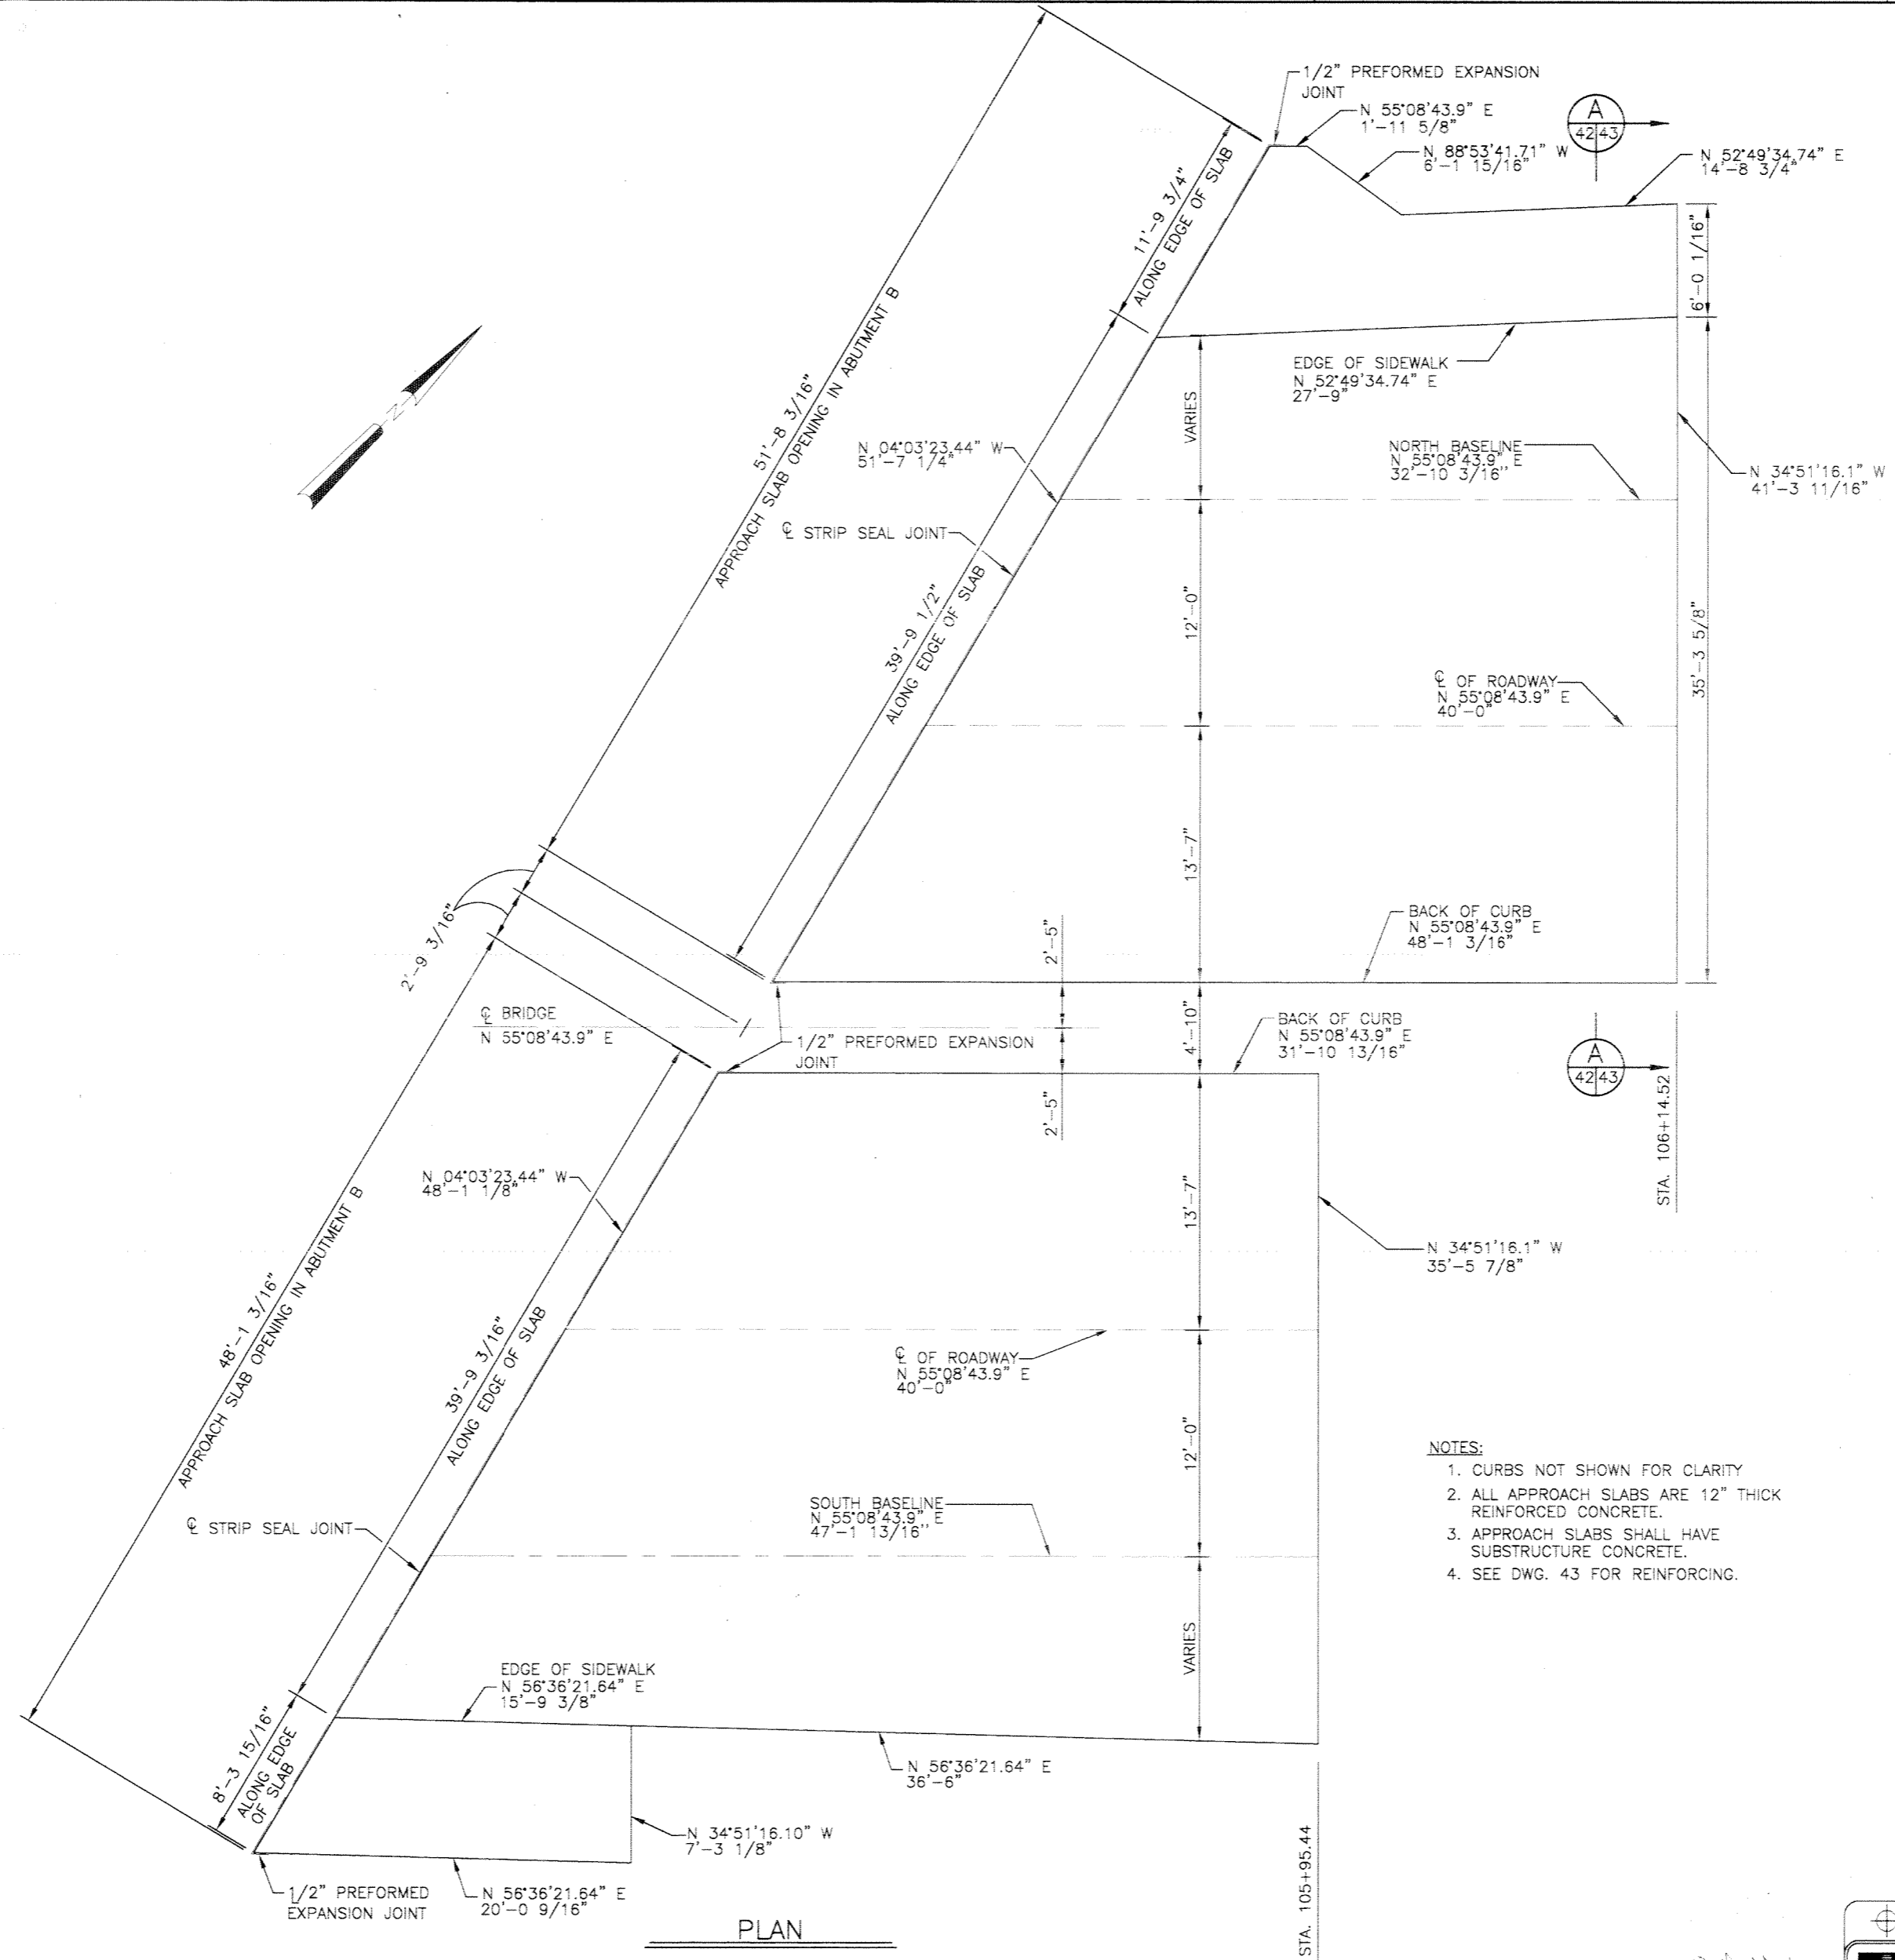 1/2" PREFORMED EXPANSION
JOINT
N 55°08'43.9" E
1'-11 5/8"
A
42 43
N 88°53'41.71" W
6'-1 15/16"
N 52°49'34.74" E
14'-8 3/4"
11'-9 3/4"
ALONG EDGE OF SLAB
6'-0 1/16"
51'-8 3/16"
APPROACH SLAB OPENING IN ABUTMENT B
EDGE OF SIDEWALK
N 52°49'34.74" E
27'-9"
VARIES
N
N 04°03'23.44" W
51'-7 1/4"
NORTH BASELINE
N 55°08'43.9" E
32'-10 3/16"
N 34°51'16.1" W
41'-3 11/16"
℄ STRIP SEAL JOINT
39'-9 1/2"
ALONG EDGE OF SLAB
12'-0"
35'-3 5/8"
℄ OF ROADWAY
N 55°08'43.9" E
40'-0"
13'-7"
2'-9 3/16"
2'-5"
BACK OF CURB
N 55°08'43.9" E
48'-1 3/16"
℄ BRIDGE
N 55°08'43.9" E
1/2" PREFORMED EXPANSION
JOINT
4'-10"
BACK OF CURB
N 55°08'43.9" E
31'-10 13/16"
A
42 43
STA. 106+14.52
2'-5"
N 04°03'23.44" W
48'-1 1/8"
13'-7"
N 34°51'16.1" W
35'-5 7/8"
48'-1 3/16"
APPROACH SLAB OPENING IN ABUTMENT B
39'-9 3/16"
ALONG EDGE OF SLAB
℄ OF ROADWAY
N 55°08'43.9" E
40'-0"
12'-0"
NOTES:
1. CURBS NOT SHOWN FOR CLARITY
2. ALL APPROACH SLABS ARE 12" THICK
REINFORCED CONCRETE.
3. APPROACH SLABS SHALL HAVE
SUBSTRUCTURE CONCRETE.
4. SEE DWG. 43 FOR REINFORCING.
℄ STRIP SEAL JOINT
SOUTH BASELINE
N 55°08'43.9" E
47'-1 13/16"
VARIES
EDGE OF SIDEWALK
N 56°36'21.64" E
15'-9 3/8"
8'-3 15/16"
ALONG EDGE
OF SLAB
N 56°36'21.64" E
36'-6"
N 34°51'16.10" W
7'-3 1/8"
1/2" PREFORMED
EXPANSION JOINT
N 56°36'21.64" E
20'-0 9/16"
STA. 105+95.44
PLAN